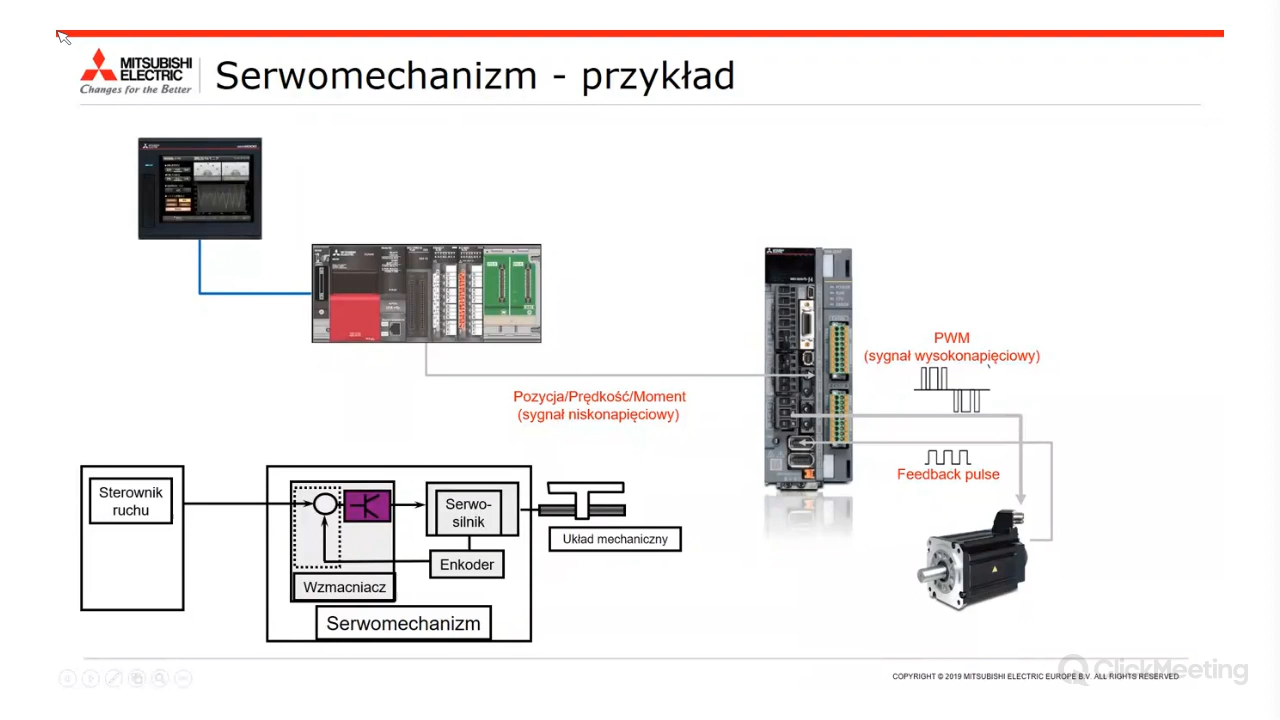 MITSUBISHI
ELECTRIC
Changes for the Better
Serwomechanizm - przykład
PWM
(sygnał wysokonapięciowy)
Pozycja/Prędkość/Moment
(sygnał niskonapięciowy)
Feedback pulse
Sterownik
ruchu
Serwo-
silnik
Układ mechaniczny
Enkoder
Wzmacniacz
Serwomechanizm
COPYRIGHT © 2019 MITSUBISHI ELECTRIC EUROPE B.V. ALL RIGHTS RESERVED
ClickMeeting